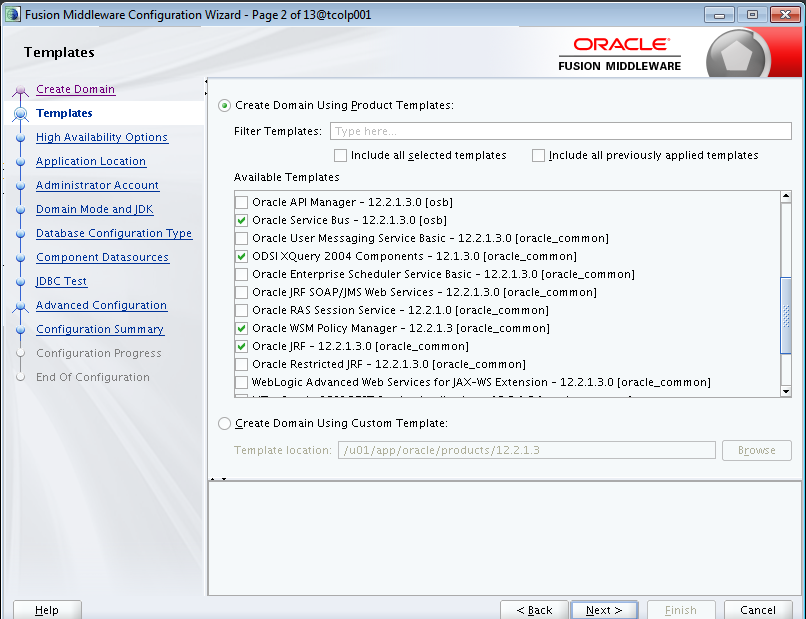 Fusion Middleware Configuration Wizard - Page 2 of 13@tcolp001
Templates
ORACLE
FUSION MIDDLEWARE
Create Domain
Templates
High Availability Options
Application Location
Administrator Account
Domain Mode and JDK
Database Configuration Type
Component Datasources
JDBC Test
Advanced Configuration
Configuration Summary
Configuration Progress
End Of Configuration
Create Domain Using Product Templates:
Filter Templates: Type here...
Include all selected templates Include all previously applied templates
Available Templates
Oracle API Manager - 12.2.1.3.0 [osb]
Oracle Service Bus - 12.2.1.3.0 [osb]
Oracle User Messaging Service Basic - 12.2.1.3.0 [oracle_common]
ODSI XQuery 2004 Components - 12.1.3.0 [oracle_common]
Oracle Enterprise Scheduler Service Basic - 12.2.1.3.0 [oracle_common]
Oracle JRF SOAP/JMS Web Services - 12.2.1.3.0 [oracle_common]
Oracle RAS Session Service - 12.2.1.0 [oracle_common]
Oracle WSM Policy Manager - 12.2.1.3 [oracle_common]
Oracle JRF - 12.2.1.3.0 [oracle_common]
Oracle Restricted JRF - 12.2.1.3.0 [oracle_common]
WebLogic Advanced Web Services for JAX-WS Extension - 12.2.1.3.0 [oracle_common]
Create Domain Using Custom Template:
Template location: /u01/app/oracle/products/12.2.1.3 Browse
Help < Back Next > Finish Cancel